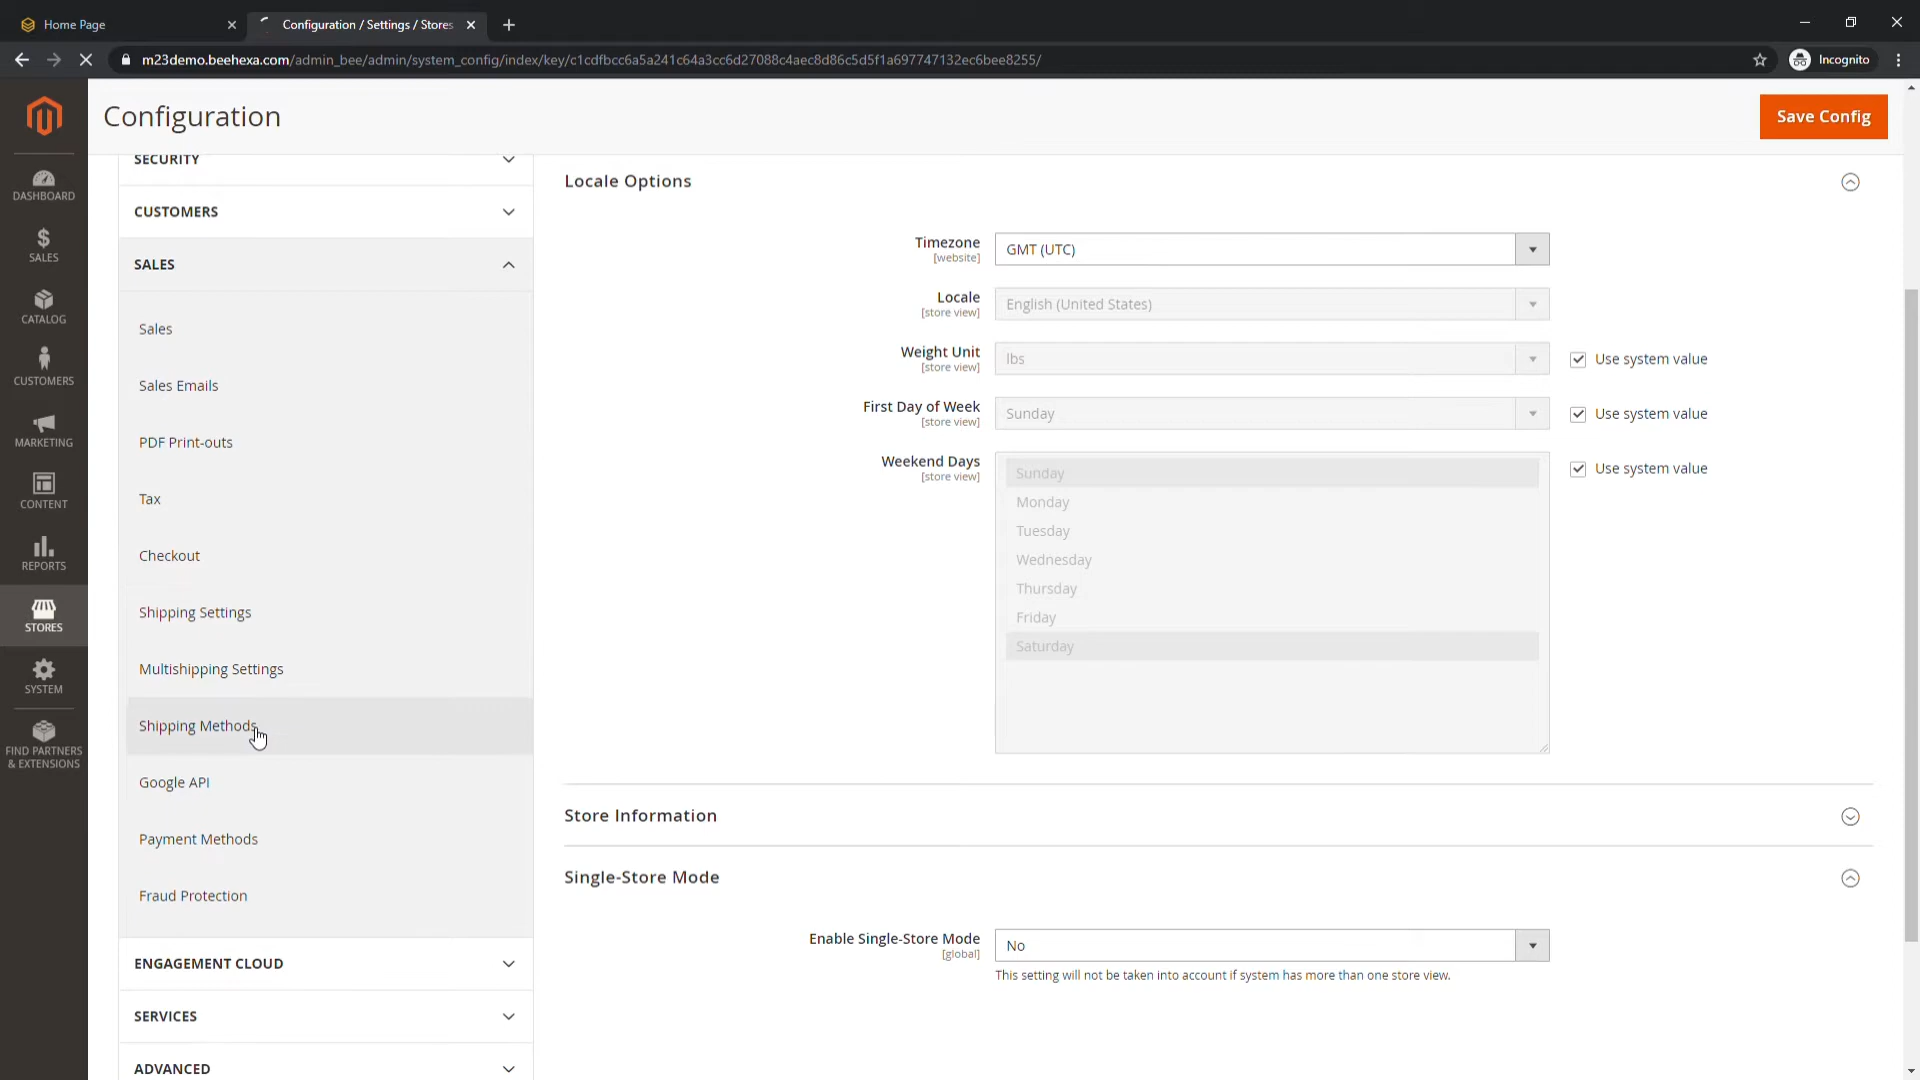 Home Page
Configuration / Settings / Stores
m23demo.beehexa.com/admin_bee/admin/system_config/index/key/c1cdfbcc6a5a241c64a3cc6d27088c4aec8d86c5d5f1a697747132ec6bee8255/
Incognito
Configuration
Save Config
DASHBOARD
SALES
CATALOG
CUSTOMERS
MARKETING
CONTENT
REPORTS
STORES
SYSTEM
FIND PARTNERS
& EXTENSIONS
SECURITY
CUSTOMERS
SALES
Sales
Sales Emails
PDF Print-outs
Tax
Checkout
Shipping Settings
Multishipping Settings
Shipping Methods
Google API
Payment Methods
Fraud Protection
ENGAGEMENT CLOUD
SERVICES
ADVANCED
Locale Options
Timezone
[website]
GMT (UTC)
Locale
[store view]
English (United States)
Weight Unit
[store view]
lbs
Use system value
First Day of Week
[store view]
Sunday
Use system value
Weekend Days
[store view]
Sunday
Monday
Tuesday
Wednesday
Thursday
Friday
Saturday
Use system value
Store Information
Single-Store Mode
Enable Single-Store Mode
[global]
No
This setting will not be taken into account if system has more than one store view.